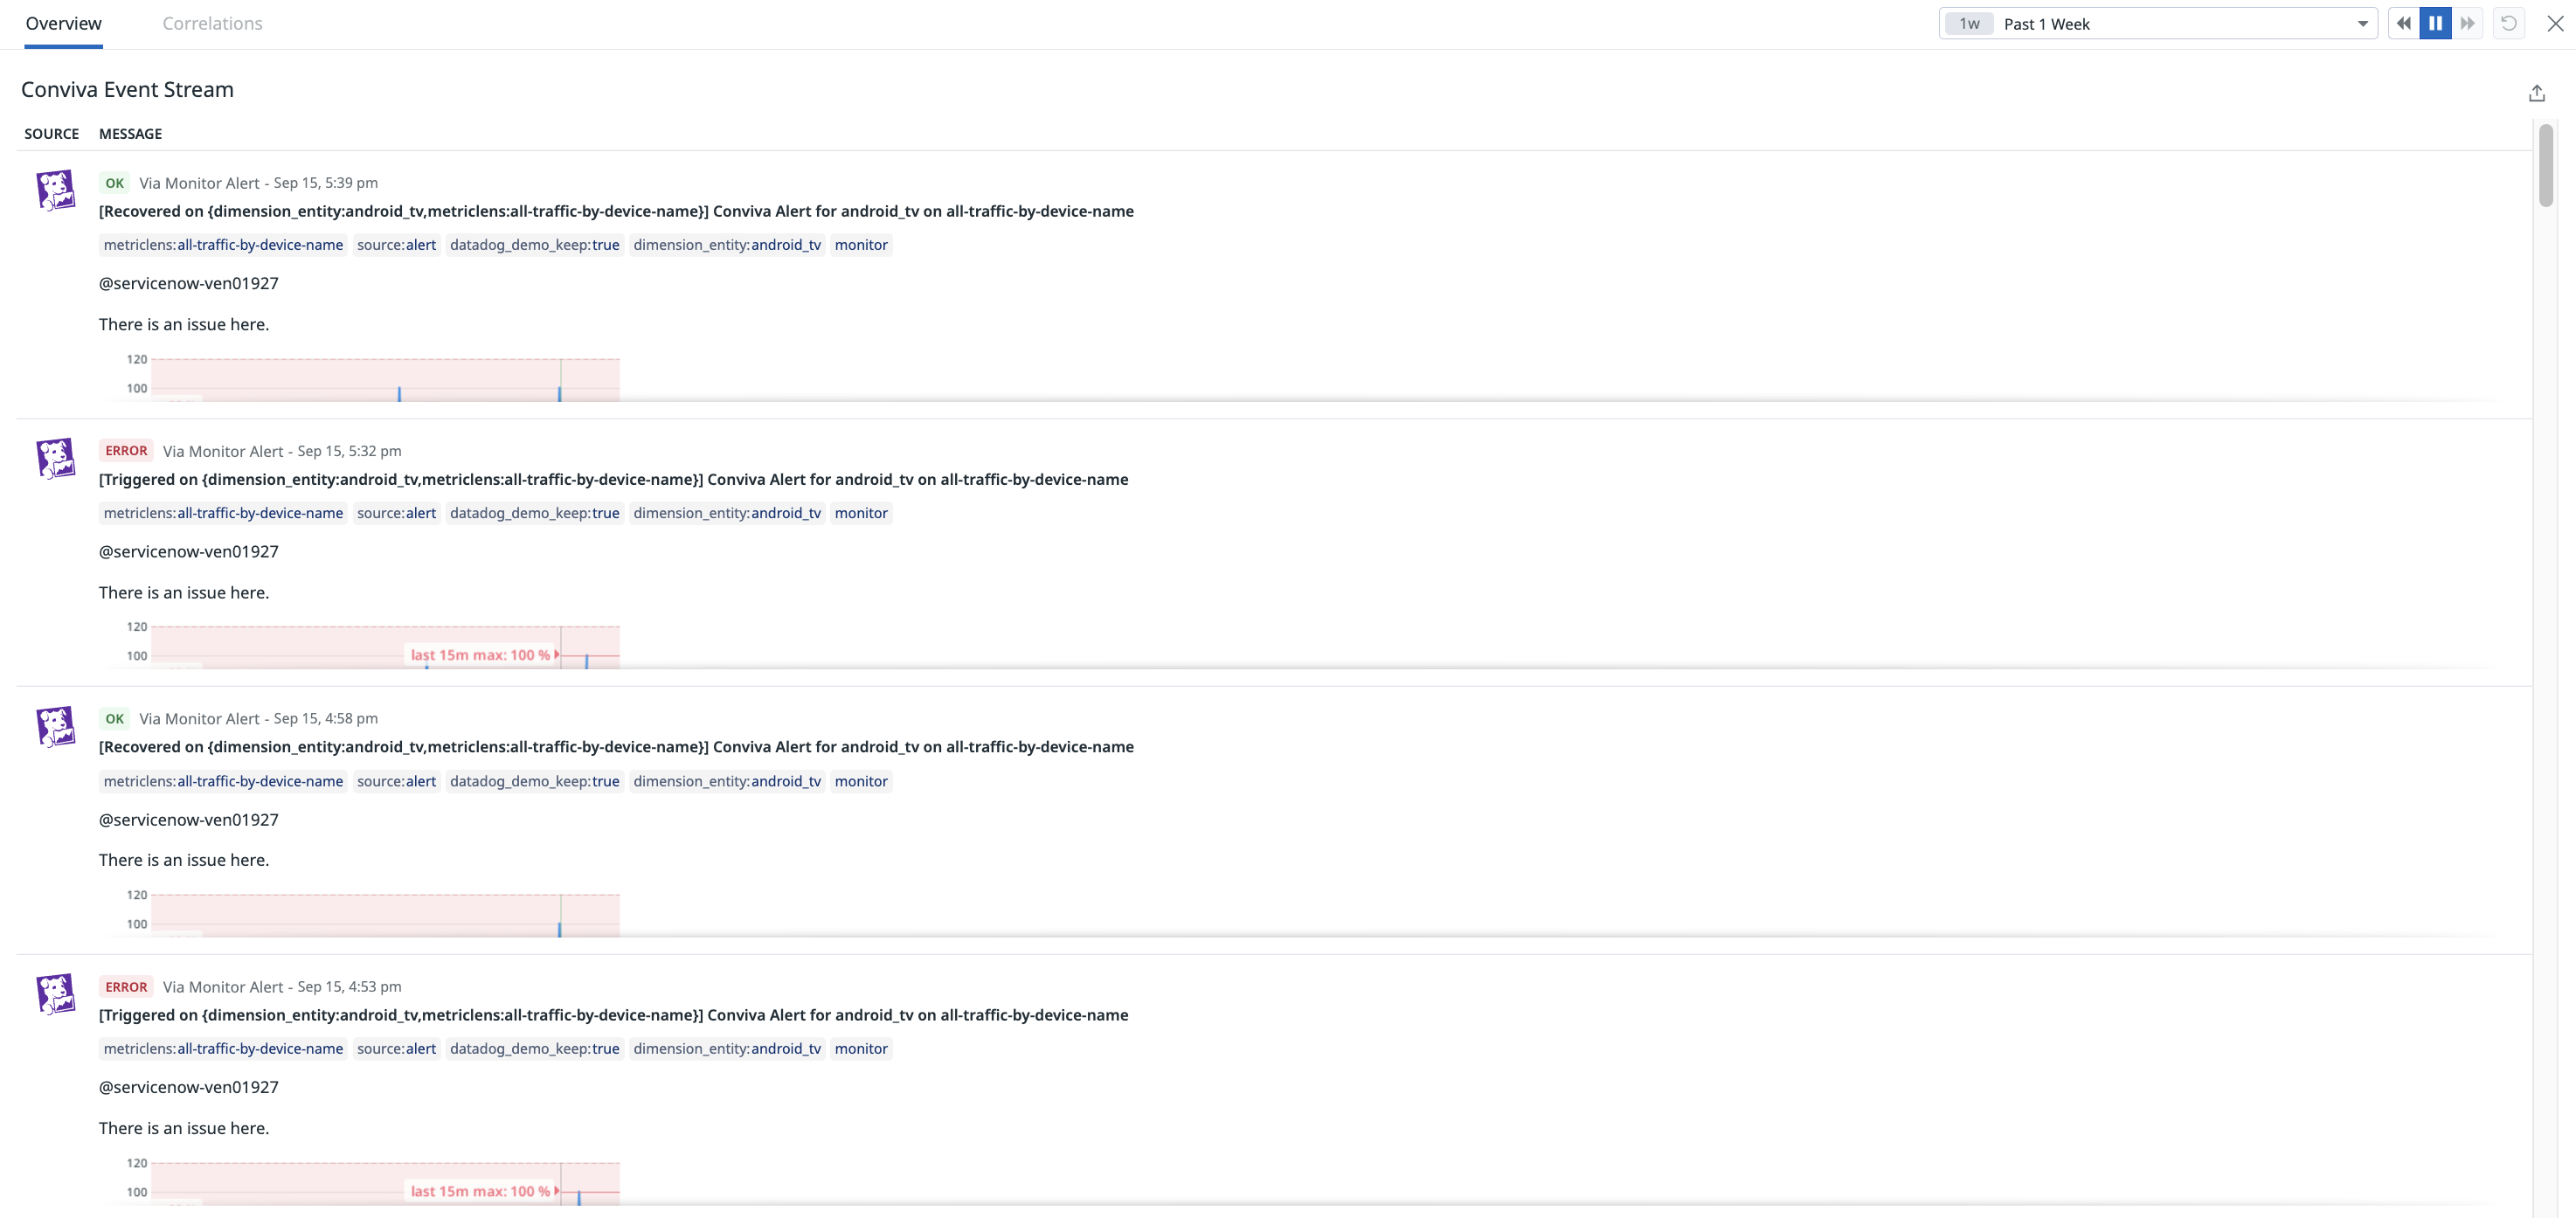 Overview Correlations 1w Past 1 Week
Conviva Event Stream
SOURCE MESSAGE
OK Via Monitor Alert - Sep 15, 5:39 pm
[Recovered on {dimension_entity:android_tv,metriclens:all-traffic-by-device-name}] Conviva Alert for android_tv on all-traffic-by-device-name
metriclens:all-traffic-by-device-name source:alert datadog_demo_keep:true dimension_entity:android_tv monitor
@servicenow-ven01927
There is an issue here.
120
100
ERROR Via Monitor Alert - Sep 15, 5:32 pm
[Triggered on {dimension_entity:android_tv,metriclens:all-traffic-by-device-name}] Conviva Alert for android_tv on all-traffic-by-device-name
metriclens:all-traffic-by-device-name source:alert datadog_demo_keep:true dimension_entity:android_tv monitor
@servicenow-ven01927
There is an issue here.
120
100 last 15m max: 100 %
OK Via Monitor Alert - Sep 15, 4:58 pm
[Recovered on {dimension_entity:android_tv,metriclens:all-traffic-by-device-name}] Conviva Alert for android_tv on all-traffic-by-device-name
metriclens:all-traffic-by-device-name source:alert datadog_demo_keep:true dimension_entity:android_tv monitor
@servicenow-ven01927
There is an issue here.
120
100
ERROR Via Monitor Alert - Sep 15, 4:53 pm
[Triggered on {dimension_entity:android_tv,metriclens:all-traffic-by-device-name}] Conviva Alert for android_tv on all-traffic-by-device-name
metriclens:all-traffic-by-device-name source:alert datadog_demo_keep:true dimension_entity:android_tv monitor
@servicenow-ven01927
There is an issue here.
120
100 last 15m max: 100 %